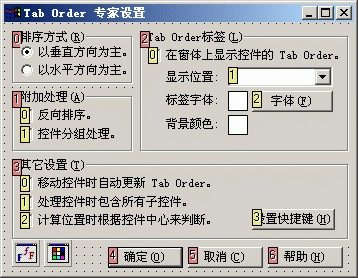 Tab Order 专家设置
0 排序方式(R)
以垂直方向为主。
以水平方向为主。
1 附加处理(A)
0 反向排序。
1 控件分组处理。
2 Tab Order标签(L)
0 在窗体上显示控件的 Tab Order。
显示位置: 1
标签字体: 2 字体(F)
背景颜色:
3 其它设置(T)
0 移动控件时自动更新 Tab Order。
1 处理控件时包含所有子控件。
2 计算位置时根据控件中心来判断。
3 置快捷键(H)
4 确定(O) 5 取消(C) 6 帮助(H)